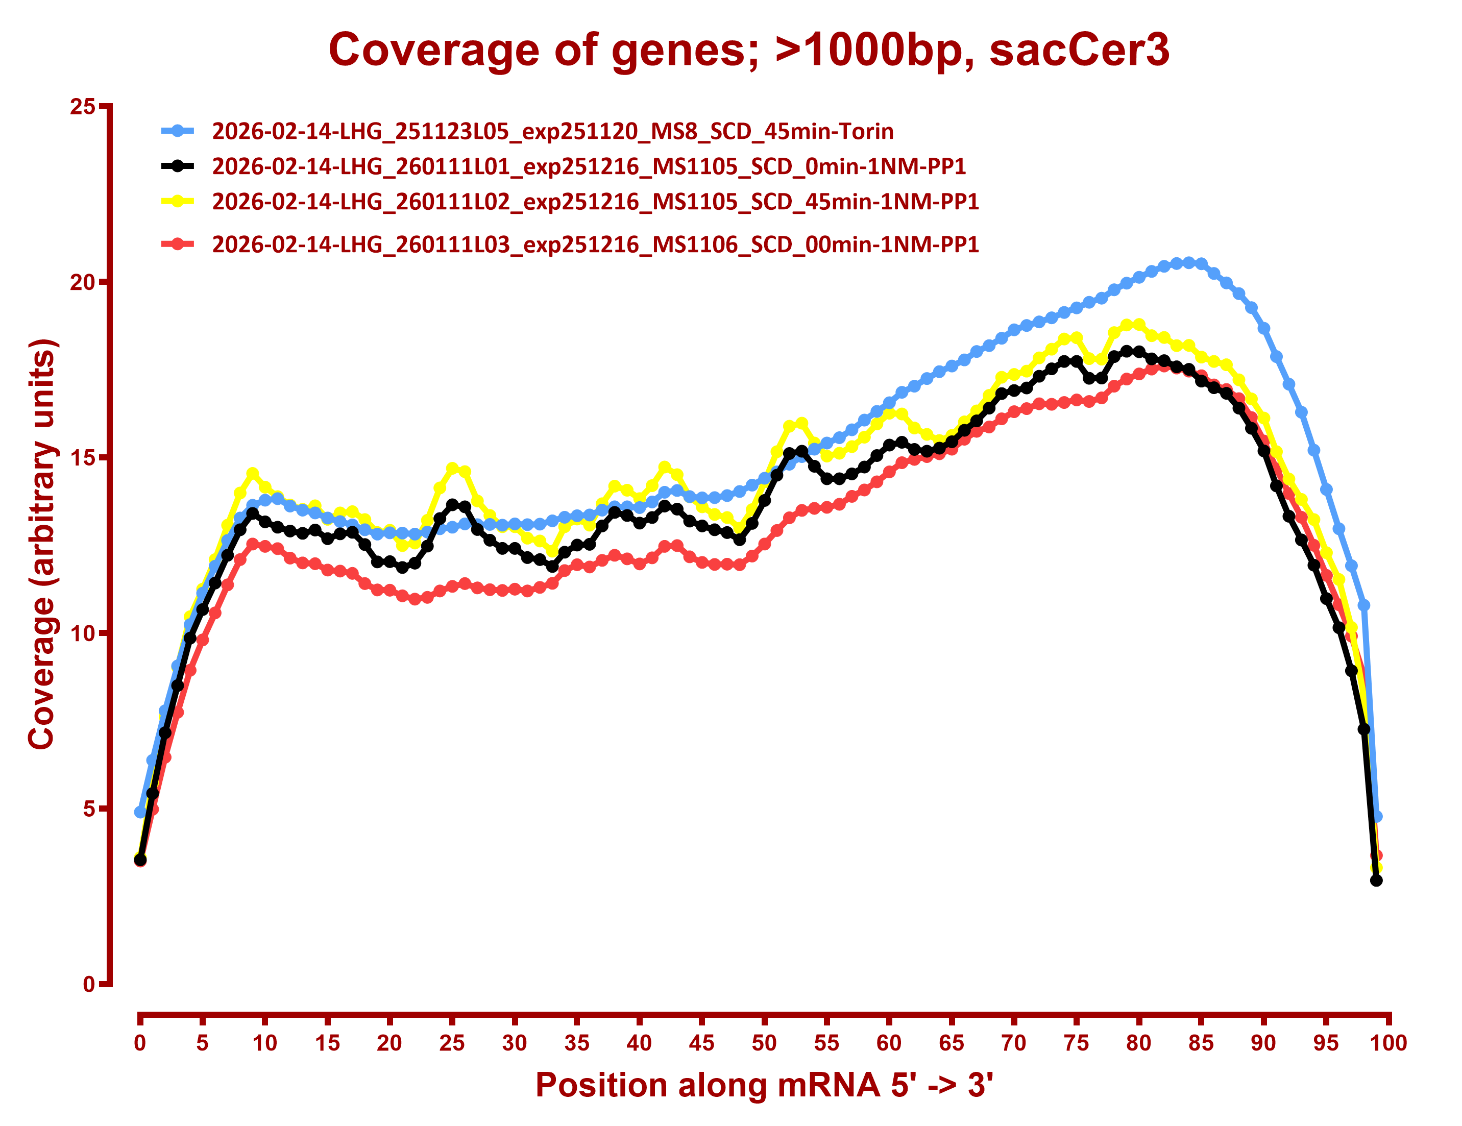 Coverage of genes; >1000bp, sacCer3
25
2026-02-14-LHG_251123L05_exp251120_MS8_SCD_45min-Torin
2026-02-14-LHG_260111L01_exp251216_MS1105_SCD_0min-1NM-PP1
2026-02-14-LHG_260111L02_exp251216_MS1105_SCD_45min-1NM-PP1
2026-02-14-LHG_260111L03_exp251216_MS1106_SCD_00min-1NM-PP1
20
15
10
5
0
Coverage (arbitrary units)
0 5 10 15 20 25 30 35 40 45 50 55 60 65 70 75 80 85 90 95 100
Position along mRNA 5' -> 3'